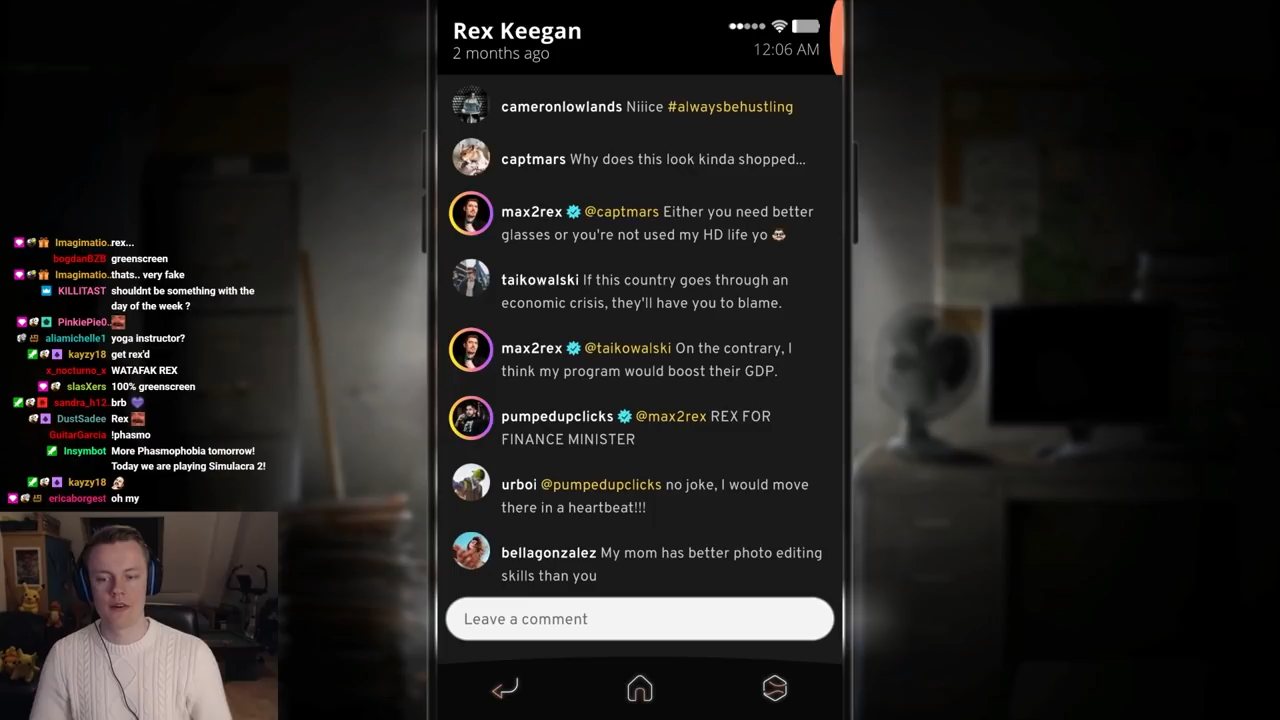 Rex Keegan
2 months ago
12:06 AM
cameronlowlands Niiice #alwaysbehustling
captmars Why does this look kinda shopped...
max2rex @captmars Either you need better
glasses or you're not used my HD life yo
taikowalski If this country goes through an
economic crisis, they'll have you to blame.
max2rex @taikowalski On the contrary, I
think my program would boost their GDP.
pumpedupclicks @max2rex REX FOR
FINANCE MINISTER
urboi @pumpedupclicks no joke, I would move
there in a heartbeat!!!
bellagonzalez My mom has better photo editing
skills than you
Leave a comment
Imaginatio.. rex...
bogdanBZB greenscreen
Imaginatio.. thats.. very fake
KILLITAST shouldnt be something with the
day of the week ?
PinkiePie0..
aliamichelle1 yoga instructor?
kayzy18 get rex'd
x_nocturno_x WATAFAK REX
slasXers 100% greenscreen
sandra_h12.. brb
DustSadee Rex
GuitarGarcia !phasmo
Insymbot More Phasmophobia tomorrow!
Today we are playing Simulacra 2!
kayzy18
ericaborgest oh my